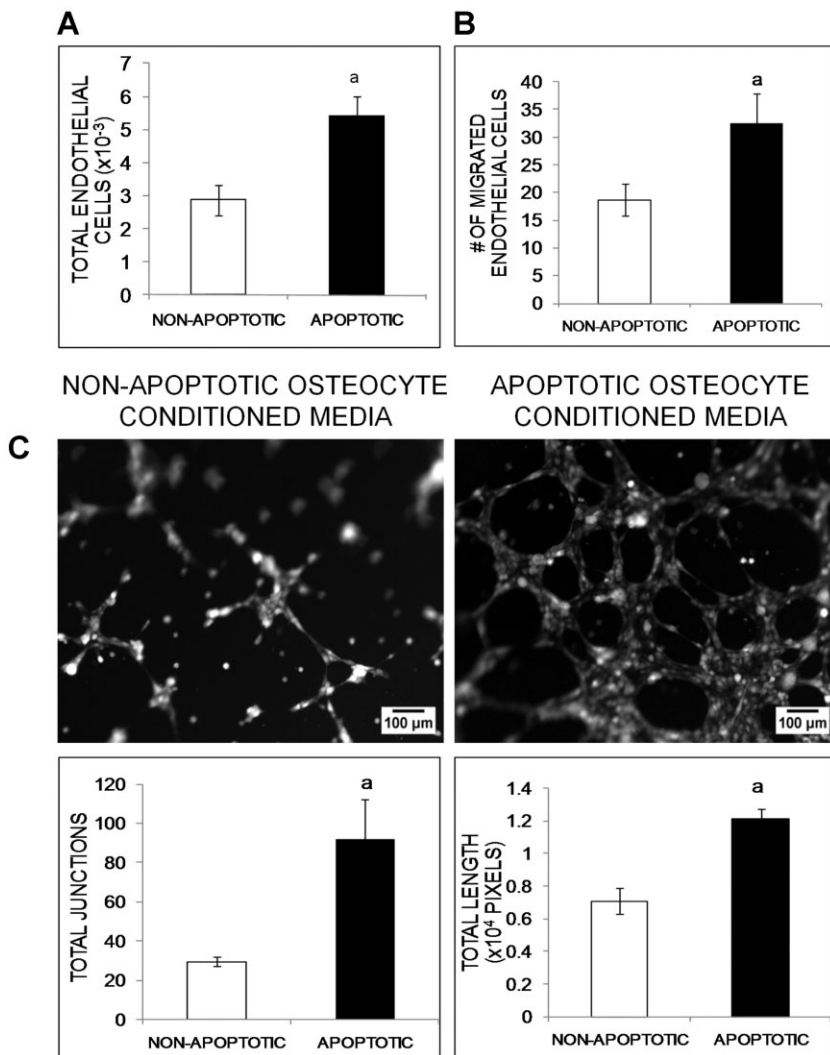 A
B
TOTAL ENDOTHELIAL
CELLS (x10-3)
7
6
5
4
3
2
1
0
a
NON-APOPTOTIC
APOPTOTIC
# OF MIGRATED
ENDOTHELIAL CELLS
40
35
30
25
20
15
10
5
0
a
NON-APOPTOTIC
APOPTOTIC
NON-APOPTOTIC OSTEOCYTE
CONDITIONED MEDIA
APOPTOTIC OSTEOCYTE
CONDITIONED MEDIA
C
100 µm
100 µm
TOTAL JUNCTIONS
120
100
80
60
40
20
0
a
NON-APOPTOTIC
APOPTOTIC
TOTAL LENGTH
(x10⁴ PIXELS)
1.4
1.2
1
0.8
0.6
0.4
0.2
0
a
NON-APOPTOTIC
APOPTOTIC